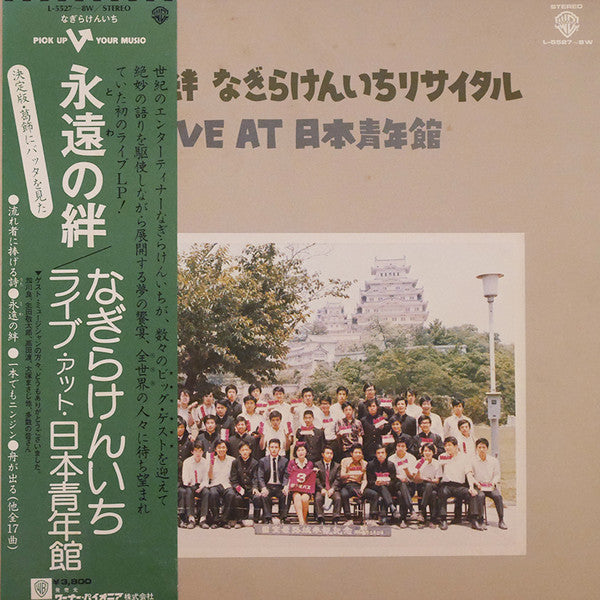 L-5527~8W/STEREO
なぎらけんいち
PICK UP YOUR MUSIC
永遠の絆
とわ
なぎらけんいち
ライブ・アット・日本青年館
決定版・葛飾にバッタを見た
世紀のエンターティナーなぎらけんいちが、数々のビッグ・ゲストを迎えて
絶妙の語りを駆使しながら展開する夢の饗宴、全世界の人々に待ち望まれ
ていた初のライブLP!
●流れ者に捧げる詩●永遠の絆●一本でもニンジン●舟が出る(他全17曲)
¥3,800
発売元
ワーナー・パイオニア株式会社
STEREO
L-5527~8W
絆 なぎらけんいちリサイタル
VE AT 日本青年館
3